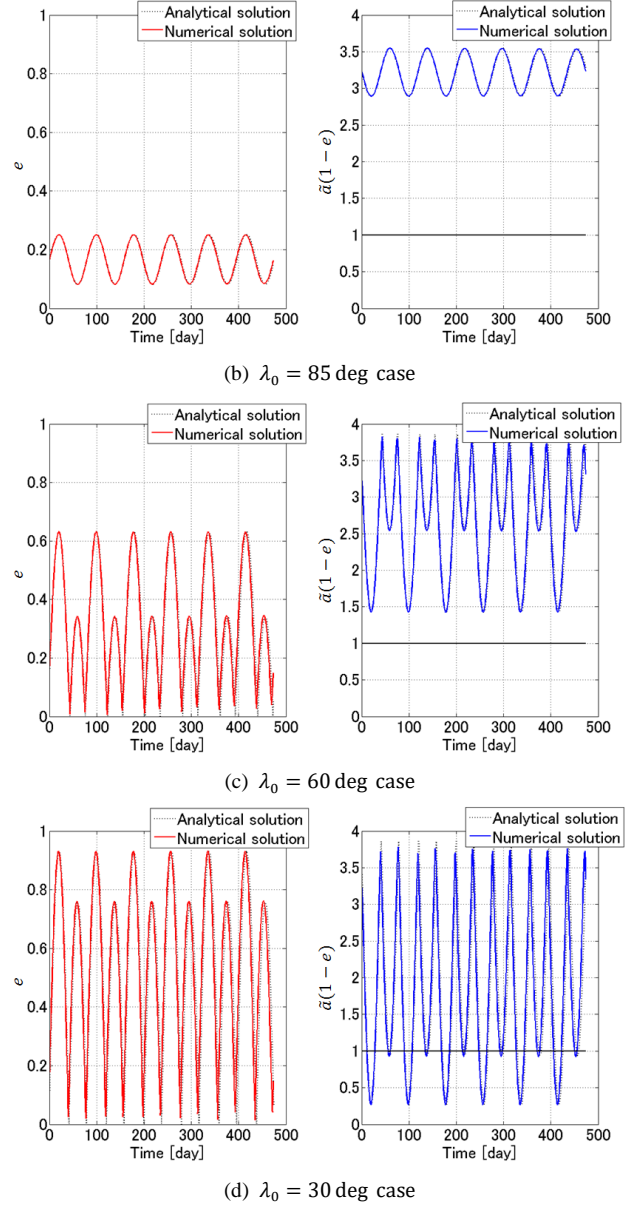 Analytical solution
Numerical solution
1
0.8
0.6
0.4
0.2
0
e
0 100 200 300 400 500
Time [day]
Analytical solution
Numerical solution
4
3.5
3
2.5
2
1.5
1
0.5
0
ã(1 − e)
0 100 200 300 400 500
Time [day]
(b) λ₀ = 85 deg case
Analytical solution
Numerical solution
1
0.8
0.6
0.4
0.2
0
e
0 100 200 300 400 500
Time [day]
Analytical solution
Numerical solution
4
3.5
3
2.5
2
1.5
1
0.5
0
ã(1 − e)
0 100 200 300 400 500
Time [day]
(c) λ₀ = 60 deg case
Analytical solution
Numerical solution
1
0.8
0.6
0.4
0.2
0
e
0 100 200 300 400 500
Time [day]
Analytical solution
Numerical solution
4
3.5
3
2.5
2
1.5
1
0.5
0
ã(1 − e)
0 100 200 300 400 500
Time [day]
(d) λ₀ = 30 deg case